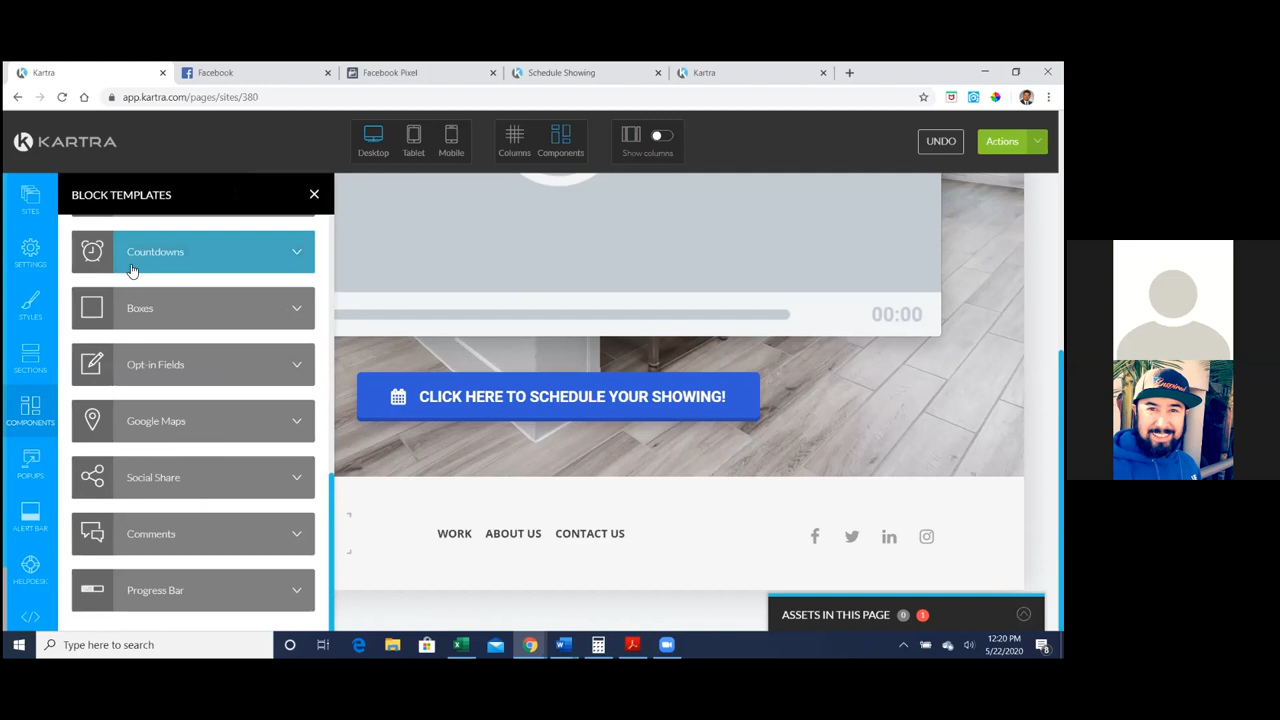 Kartra
Facebook
Facebook Pixel
Schedule Showing
Kartra
app.kartra.com/pages/sites/380
KARTRA
Desktop
Tablet
Mobile
Columns
Components
Show columns
UNDO
Actions
SITES
SETTINGS
STYLES
SECTIONS
COMPONENTS
POPUPS
ALERT BAR
HELPDESK
BLOCK TEMPLATES
Countdowns
Boxes
Opt-in Fields
Google Maps
Social Share
Comments
Progress Bar
00:00
CLICK HERE TO SCHEDULE YOUR SHOWING!
WORK ABOUT US CONTACT US
ASSETS IN THIS PAGE 0 1
Type here to search
12:20 PM
5/22/2020
8
Inspired